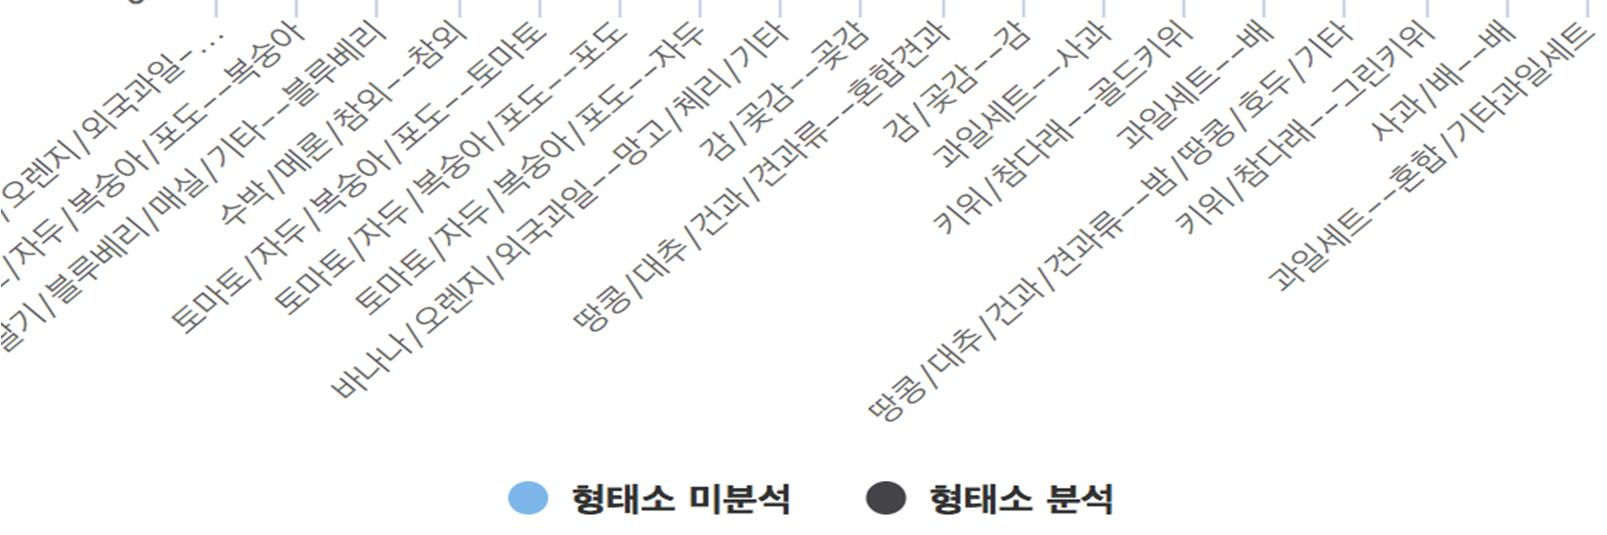 /오렌지/외국과일-...
/자두/복숭아/포도--복숭아
딸기/블루베리/매실/기타--블루베리
수박/메론/참외--참외
토마토/자두/복숭아/포도--토마토
토마토/자두/복숭아/포도--포도
토마토/자두/복숭아/포도--자두
바나나/오렌지/외국과일--망고/체리/기타
감/곶감--곶감
땅콩/대추/건과/견과류--혼합견과
감/곶감--감
과일세트--사과
키위/참다래--골드키위
과일세트--배
땅콩/대추/건과/견과류--밤/땅콩/호두/기타
키위/참다래--그린키위
사과/배--배
과일세트--혼합/기타과일세트
형태소 미분석
형태소 분석